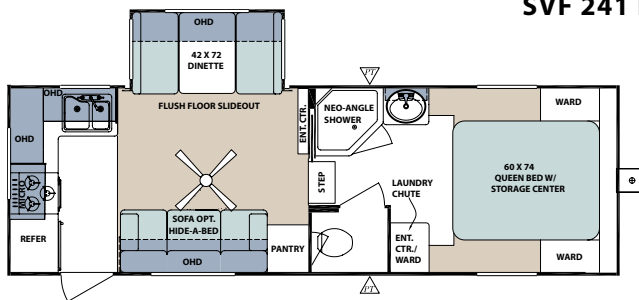 SVF 241
OHD
42 X 72
DINETTE
FLUSH FLOOR SLIDEOUT
OHD
OHD
MICRO
REFER
ENT. CTR.
NEO-ANGLE
SHOWER
PT
STEP
SOFA OPT.
HIDE-A-BED
OHD
PANTRY
LAUNDRY
CHUTE
ENT.
CTR./
WARD
PT
WARD
60 X 74
QUEEN BED W/
STORAGE CENTER
WARD